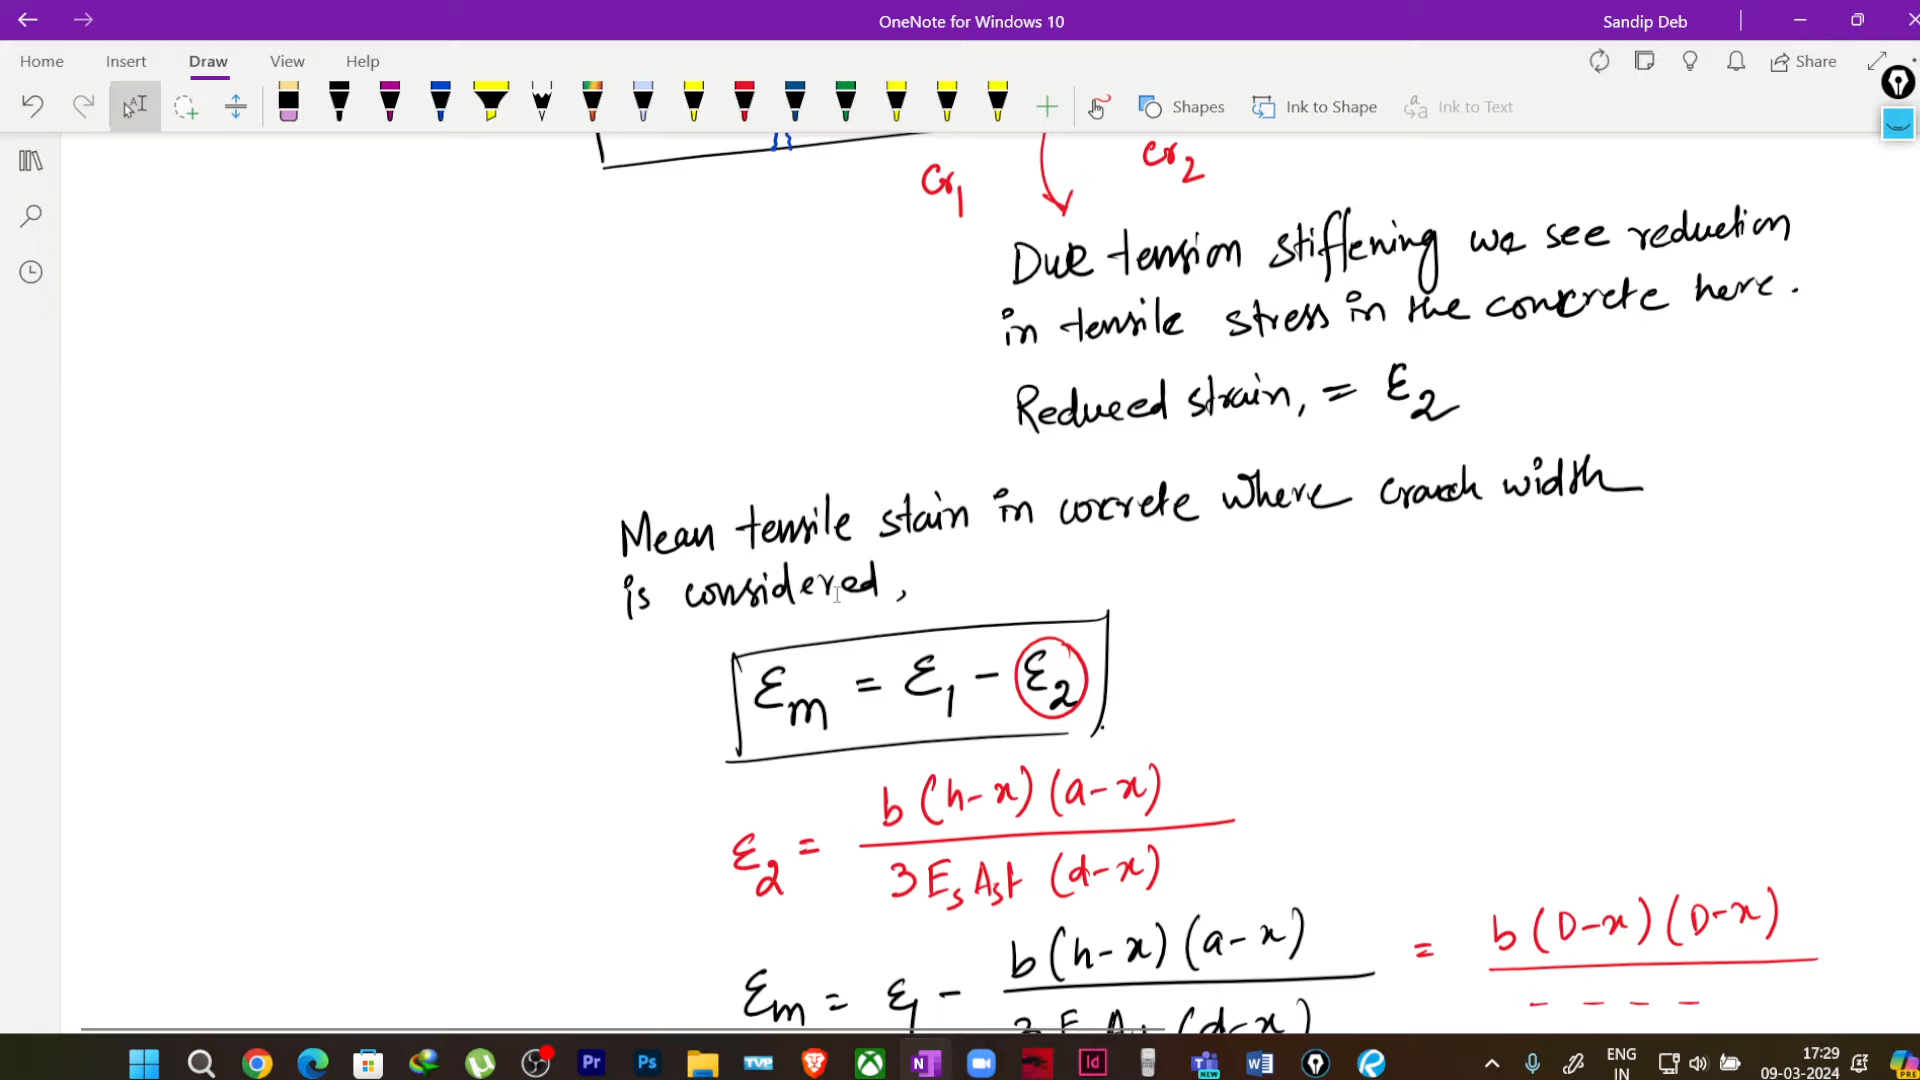 OneNote for Windows 10
Sandip Deb
Home Insert Draw View Help
Share
Shapes Ink to Shape Ink to Text
Cr1
Cr2
Due tension stiffening we see reduction
in tensile stress in the concrete here.
Reduced strain, = ε2
Mean tensile stain in cocrete where crack width
is considered,
εm = ε1 - ε2
ε2 = b(h-x)(a-x) / 3EsAst(d-x)
εm = ε1 - b(h-x)(a-x) / 3EsAst(d-x) = b(D-x)(D-x) / - - - -
ENG
IN
17:29
09-03-2024